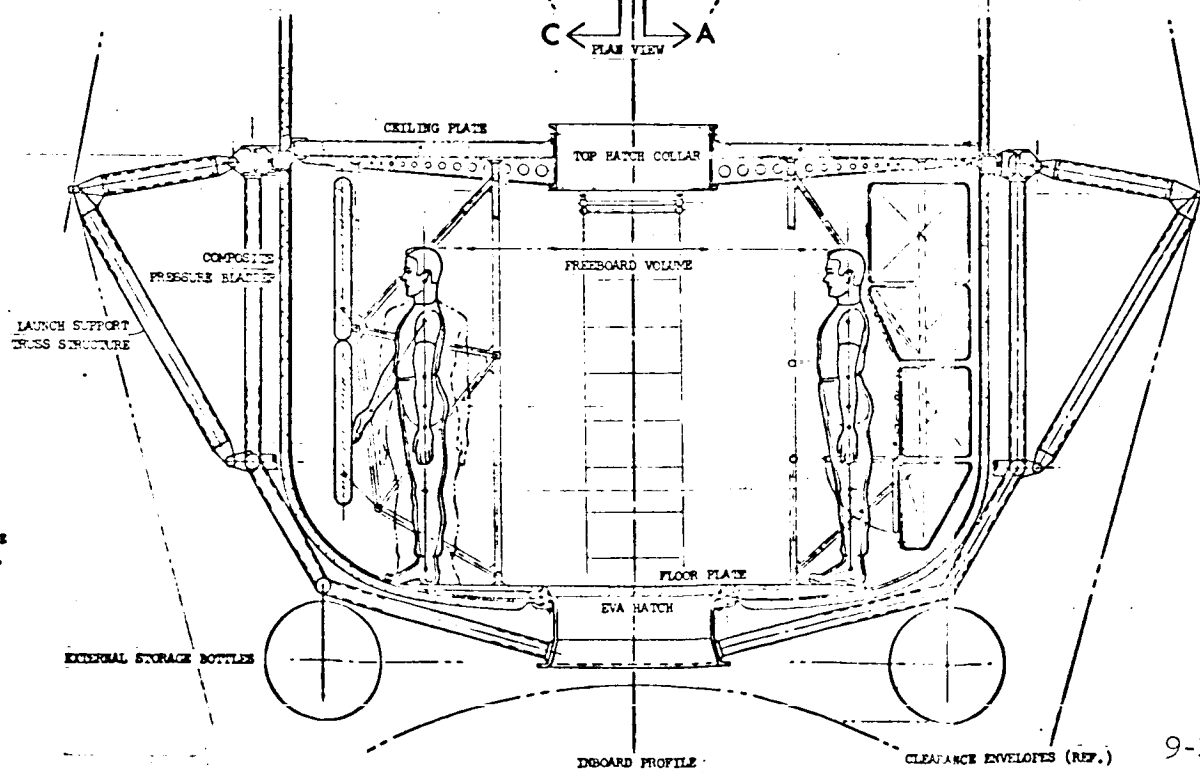 C A
PLAN VIEW
CEILING PLATE
TOP HATCH COLLAR
COMPOSITE
PRESSURE BLADDER
FREEBOARD VOLUME
LAUNCH SUPPORT
TRUSS STRUCTURE
FLOOR PLATE
EVA HATCH
EXTERNAL STORAGE BOTTLES
INBOARD PROFILE
CLEARANCE ENVELOPES (REF.)
9-